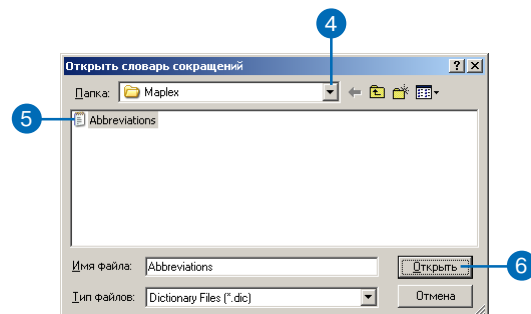 4
Открыть словарь сокращений
Папка: Maplex
5 Abbreviations
Имя файла: Abbreviations Открыть 6
Тип файлов: Dictionary Files (*.dic) Отмена